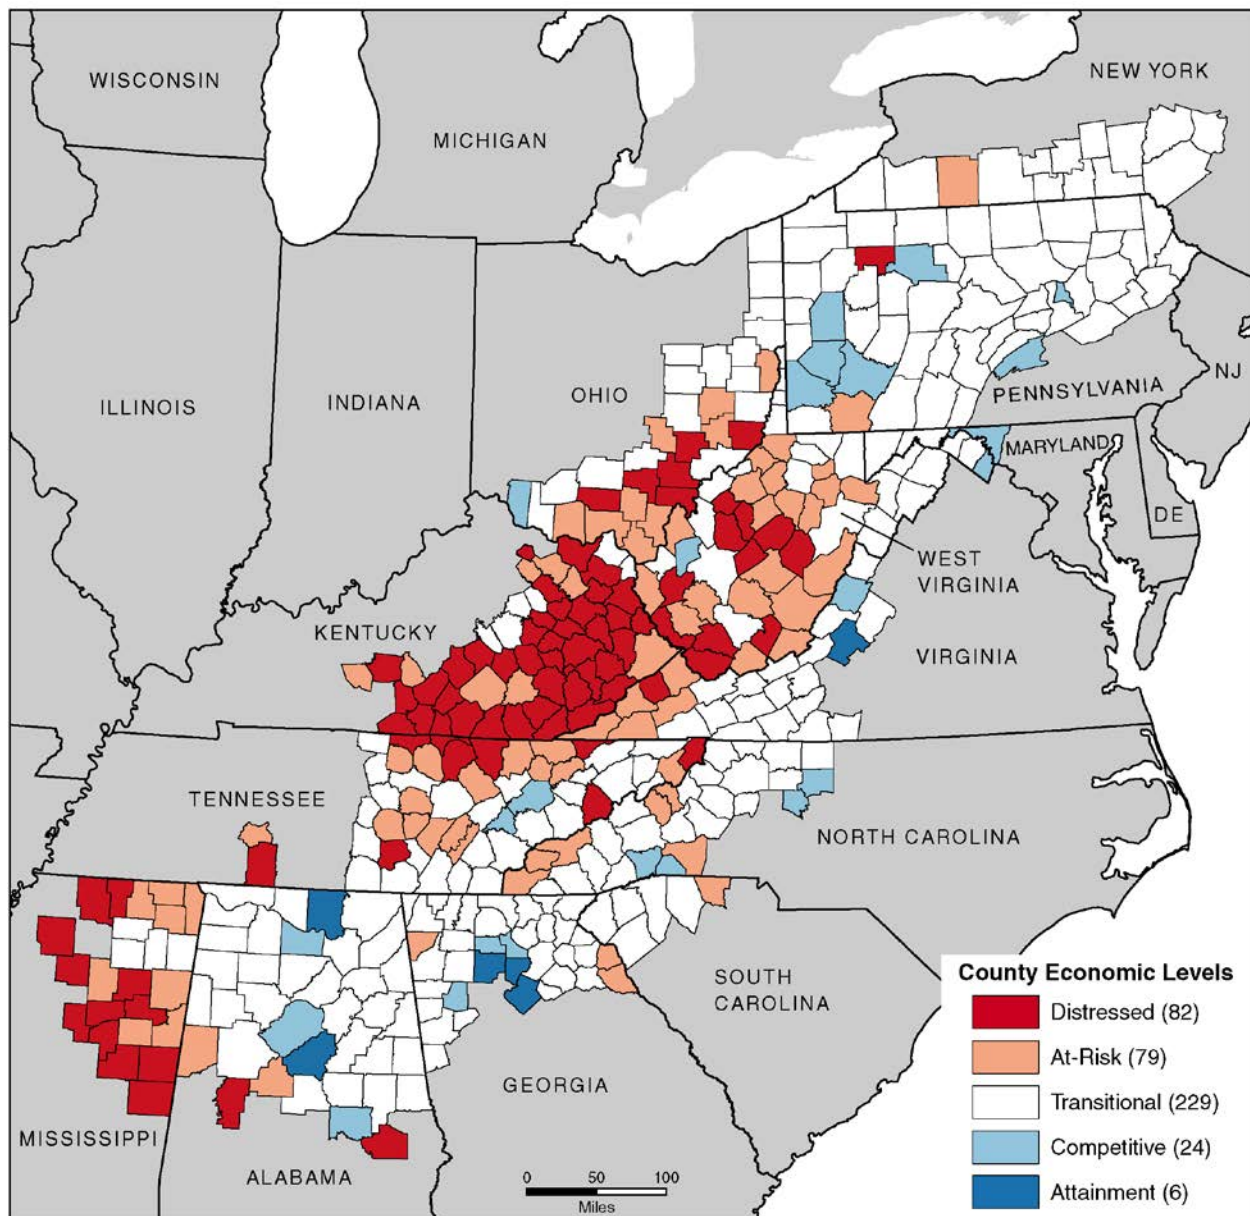 WISCONSIN
MICHIGAN
NEW YORK
ILLINOIS
INDIANA
OHIO
PENNSYLVANIA
NJ
MARYLAND
DE
WEST
VIRGINIA
KENTUCKY
VIRGINIA
TENNESSEE
NORTH CAROLINA
SOUTH
CAROLINA
GEORGIA
MISSISSIPPI
ALABAMA
0 50 100
Miles
County Economic Levels
Distressed (82)
At-Risk (79)
Transitional (229)
Competitive (24)
Attainment (6)